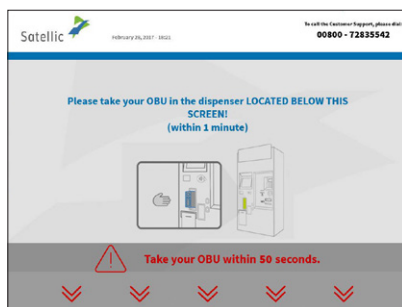 Satellic
February 28, 2017 - 16:21
To call the Customer Support, please dial:
00800 - 72835542
Please take your OBU in the dispenser LOCATED BELOW THIS
SCREEN!
(within 1 minute)
Take your OBU within 50 seconds.